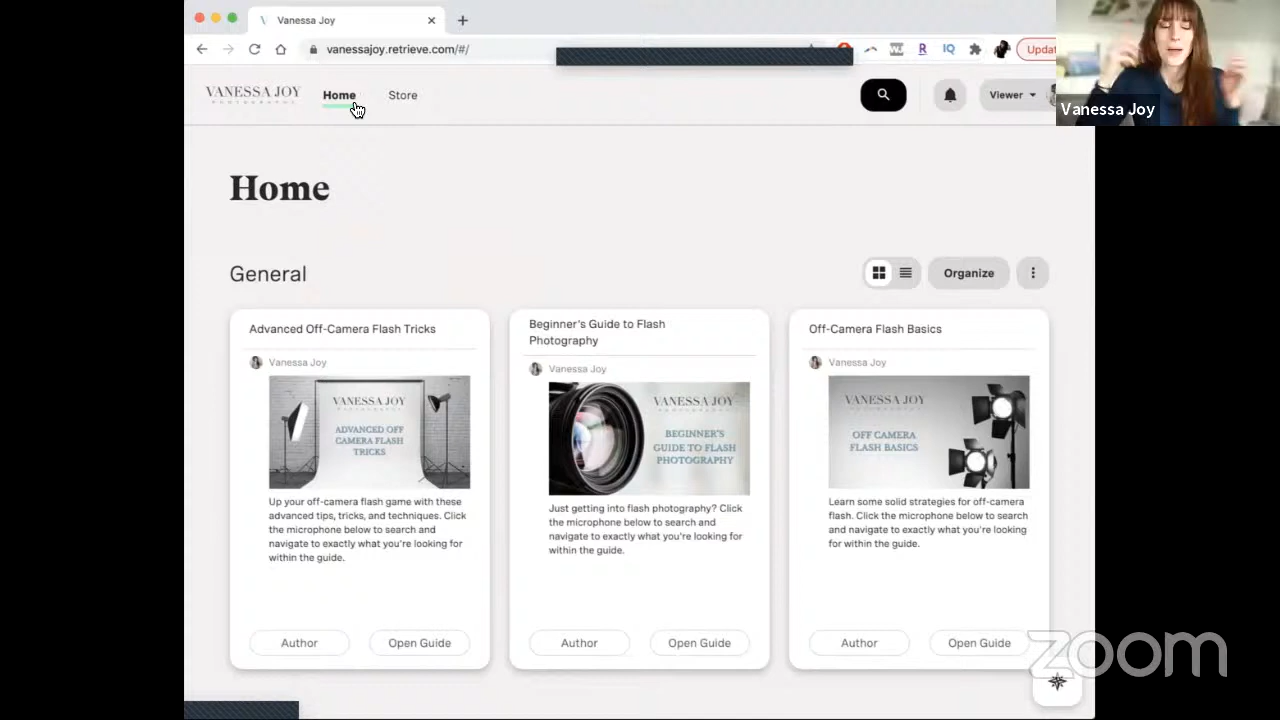 Vanessa Joy
vanessajoy.retrieve.com/#/
R
IQ
Updat
VANESSA JOY
PHOTOGRAPHY
Home
Store
Viewer
Vanessa Joy
Home
General
Organize
Advanced Off-Camera Flash Tricks
Vanessa Joy
VANESSA JOY
PHOTOGRAPHY
ADVANCED OFF
CAMERA FLASH
TRICKS
Up your off-camera flash game with these
advanced tips, tricks, and techniques. Click
the microphone below to search and
navigate to exactly what you're looking for
within the guide.
Author
Open Guide
Beginner's Guide to Flash
Photography
Vanessa Joy
VANESSA JOY
PHOTOGRAPHY
BEGINNER'S
GUIDE TO FLASH
PHOTOGRAPHY
Just getting into flash photography? Click
the microphone below to search and
navigate to exactly what you're looking for
within the guide.
Author
Open Guide
Off-Camera Flash Basics
Vanessa Joy
VANESSA JOY
PHOTOGRAPHY
OFF CAMERA
FLASH BASICS
Learn some solid strategies for off-camera
flash. Click the microphone below to search
and navigate to exactly what you're looking
for within the guide.
Author
Open Guide
zoom